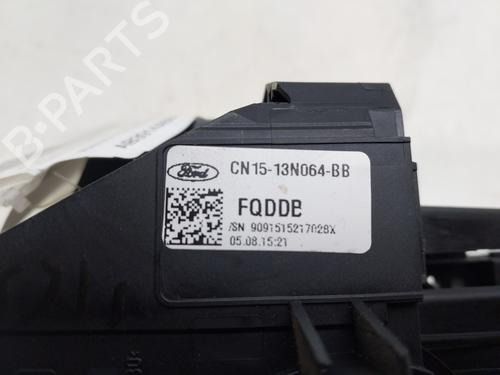 B-PARTS
Ford
CN15-13N064-BB
FQDDB
/SN 9091515217028X
05.08.15:21